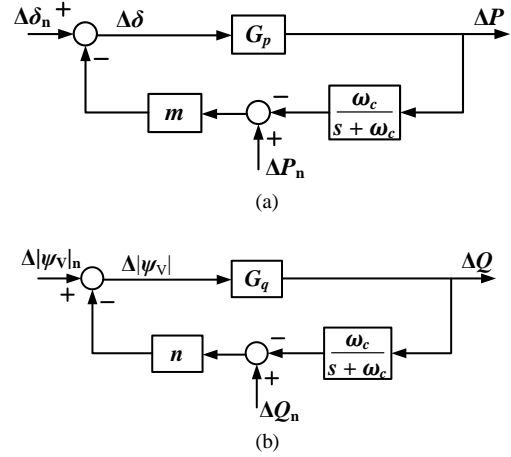 Δδn + Δδ Gp ΔP
−
m − ωc
s + ωc
+
ΔPn
(a)
Δ|ψV|n Δ|ψV| Gq ΔQ
+ −
n − ωc
s + ωc
+
ΔQn
(b)